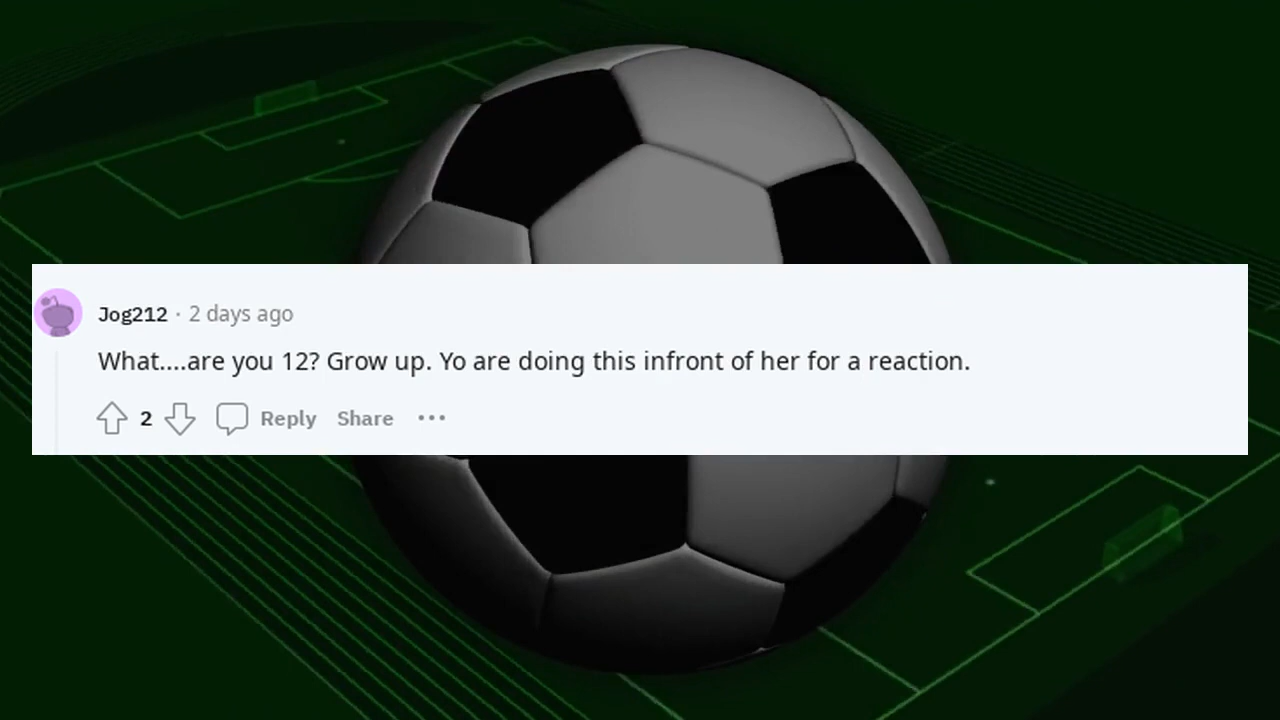 Jog212 · 2 days ago
What....are you 12? Grow up. Yo are doing this infront of her for a reaction.
2 Reply Share ···